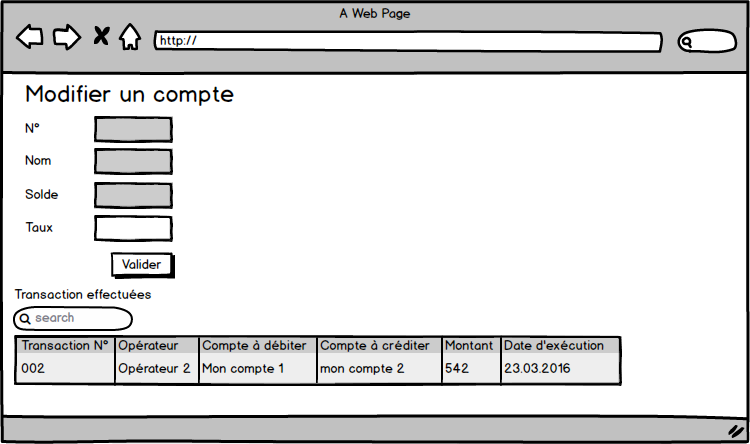 A Web Page
http://
Modifier un compte
N°
Nom
Solde
Taux
Valider
Transaction effectuées
search
Transaction N° Opérateur Compte à débiter Compte à créditer Montant Date d'exécution
002 Opérateur 2 Mon compte 1 mon compte 2 542 23.03.2016